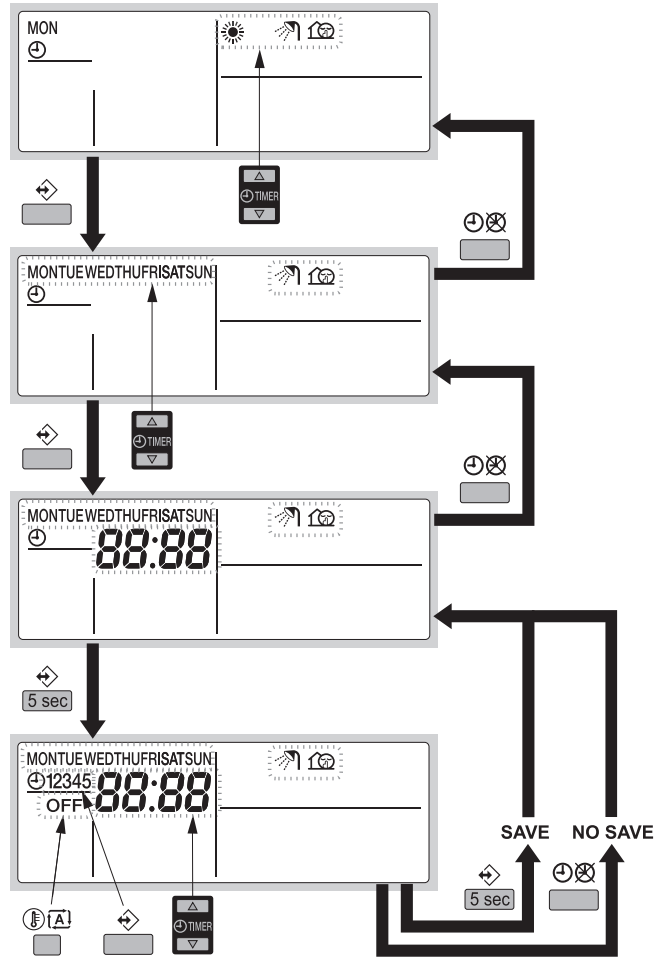 MON
TIMER
MONTUEWEDTHUFRISATSUN
TIMER
MONTUEWEDTHUFRISATSUN
88:88
5 sec
MONTUEWEDTHUFRISATSUN
12345
88:88
OFF
SAVE
NO SAVE
5 sec
A
TIMER